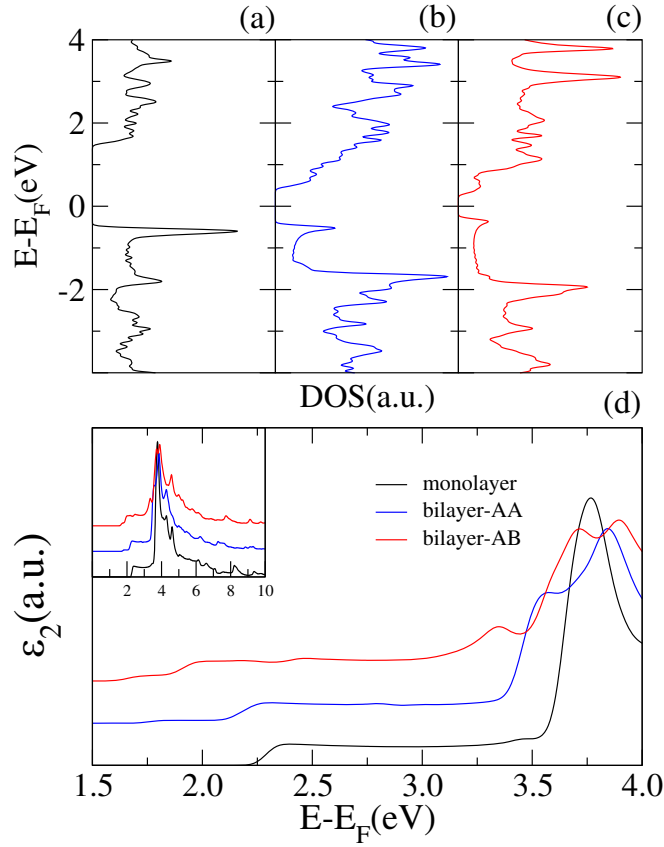 (a) (b) (c)
4
2
0
-2
E-E_F(eV)
DOS(a.u.)
(d)
monolayer
bilayer-AA
bilayer-AB
2 4 6 8 10
ε_2(a.u.)
1.5 2.0 2.5 3.0 3.5 4.0
E-E_F(eV)